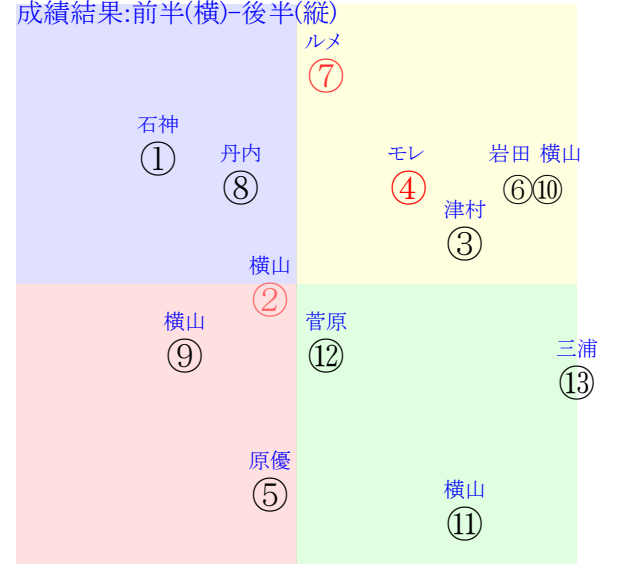 成績結果:前半(横)-後半(縦)
ルメ
⑦
石神
①
丹内
⑧
モレ
④
岩田 横山
⑥⑩
津村
③
横山
②
横山
⑨
菅原
⑫
三浦
⑬
原優
⑤
横山
⑪